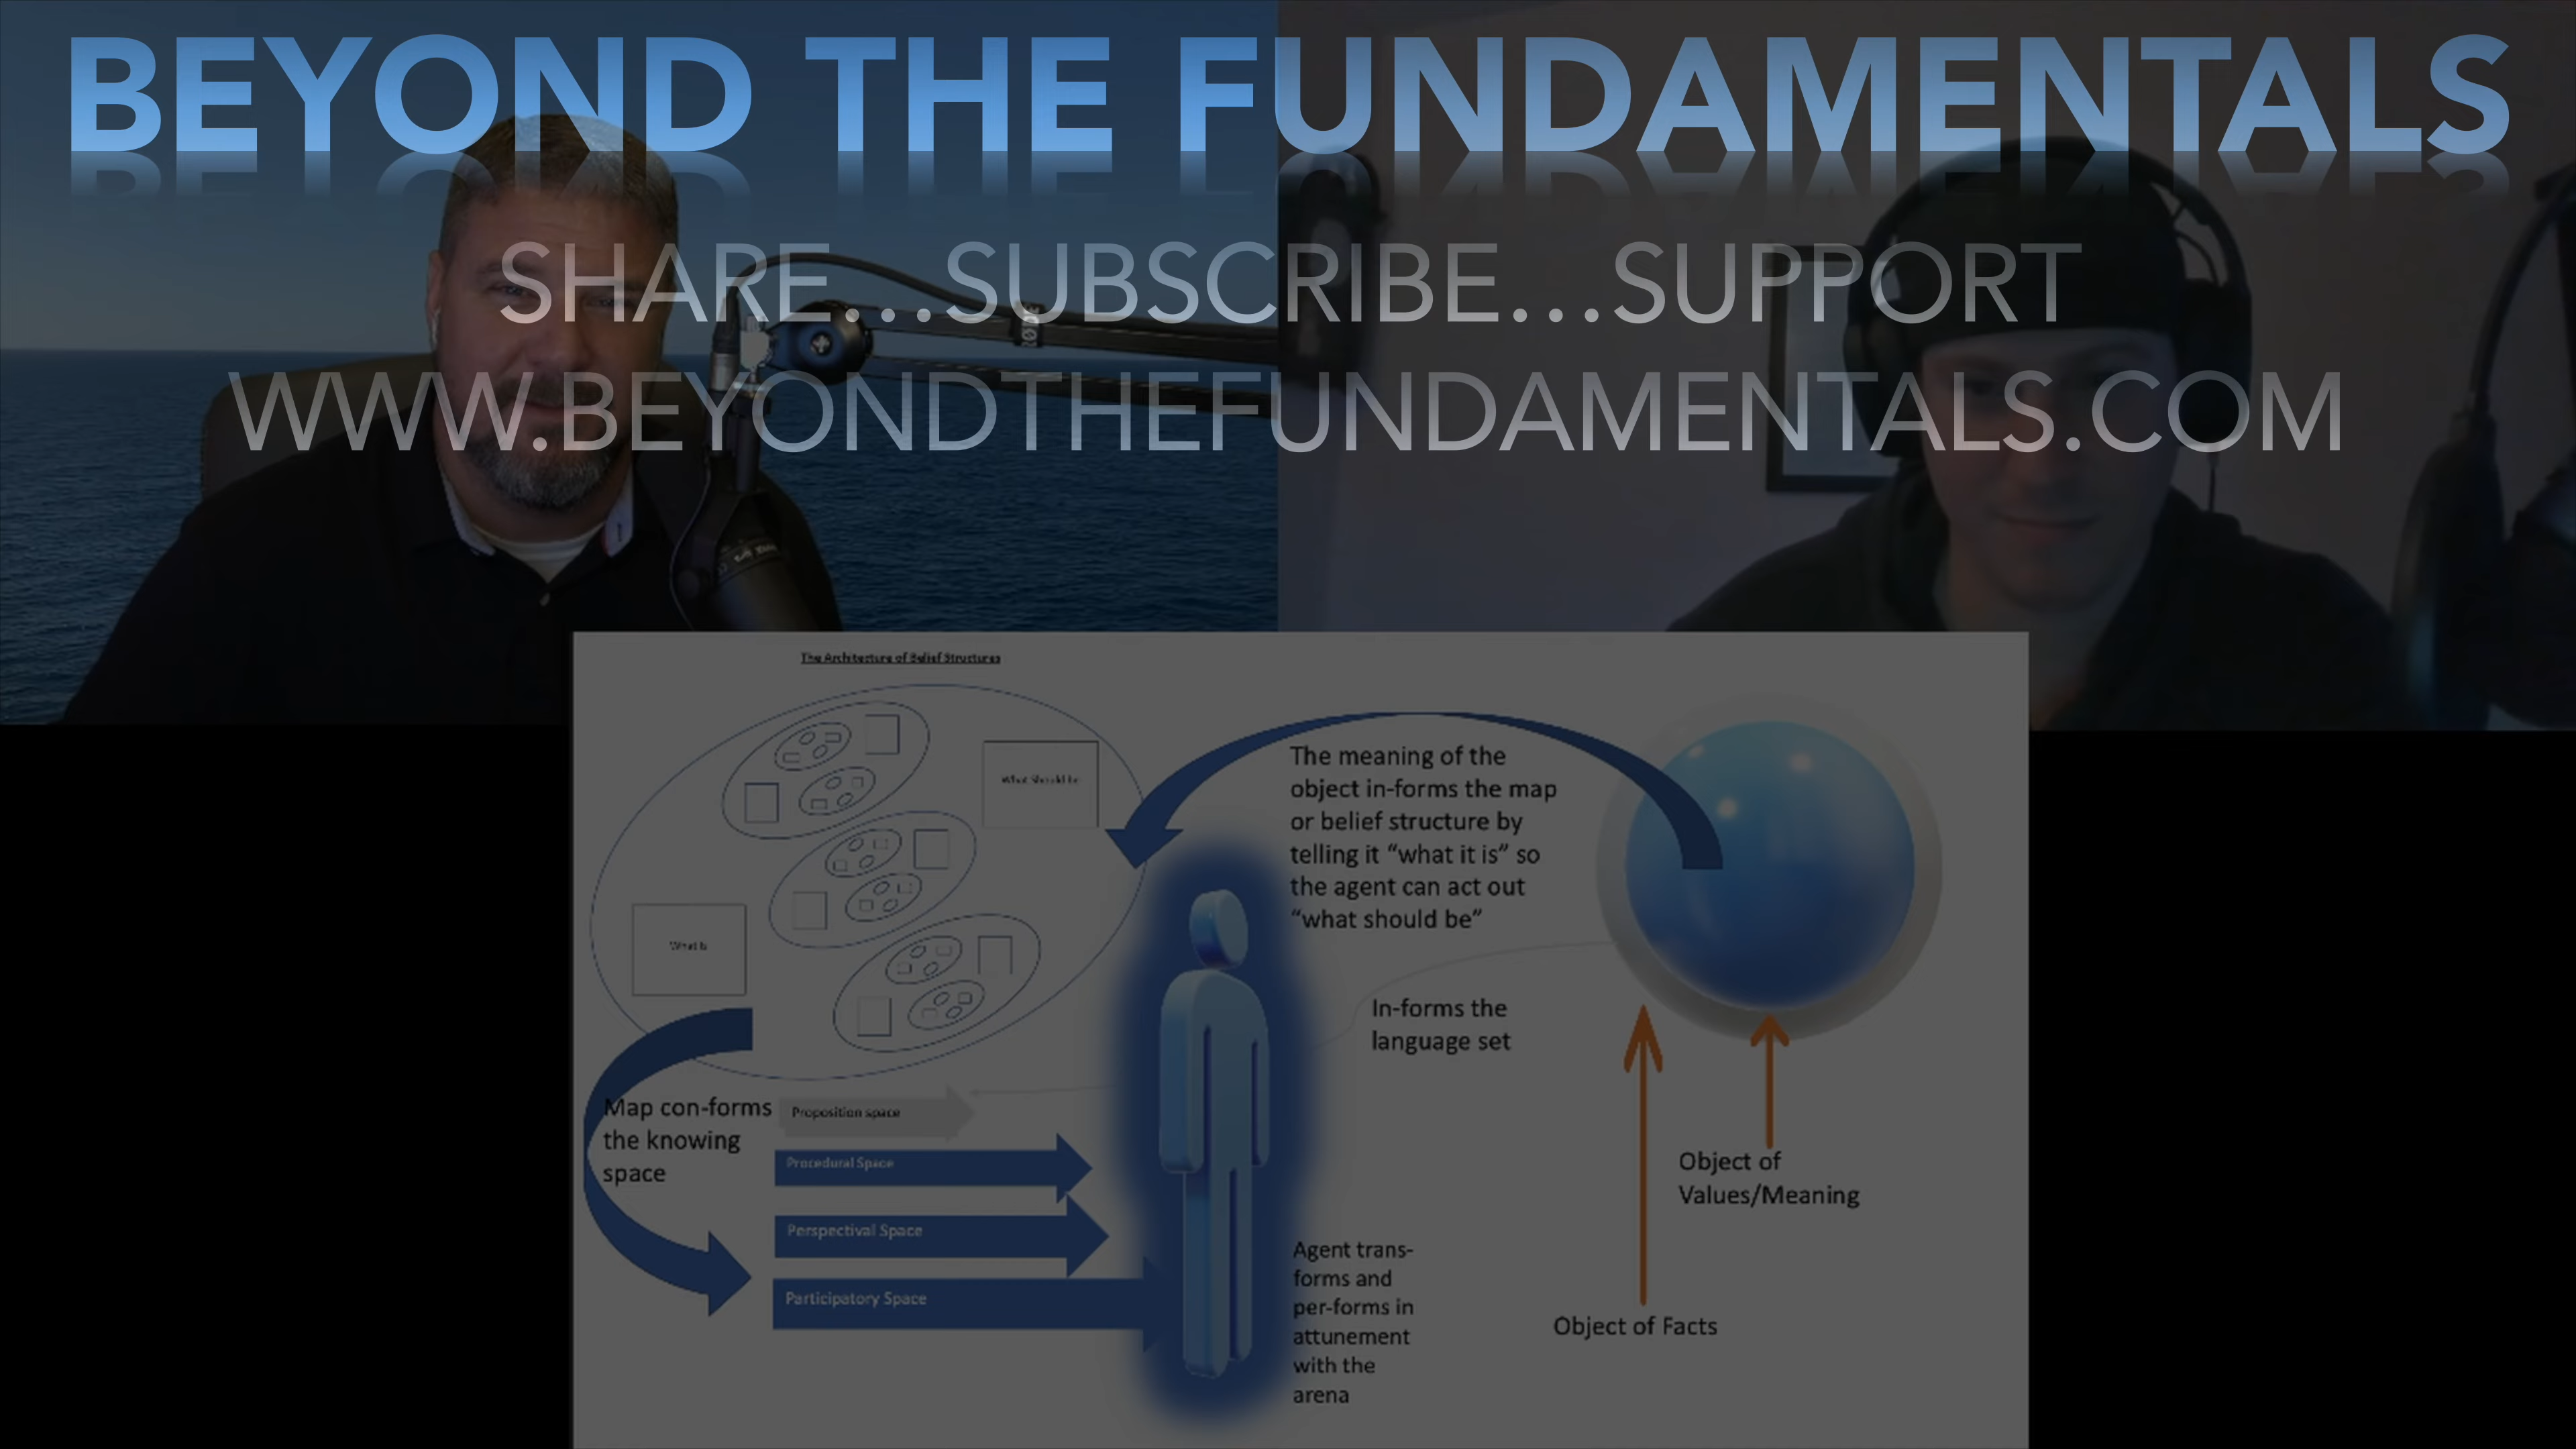 BEYOND THE FUNDAMENTALS
SHARE...SUBSCRIBE...SUPPORT
WWW.BEYONDTHEFUNDAMENTALS.COM
RØDE
The Architecture of Belief Structures
What Should be
What Is
The meaning of the
object in-forms the map
or belief structure by
telling it “what it is” so
the agent can act out
“what should be”
In-forms the
language set
Map con-forms
the knowing
space
Proposition space
Procedural Space
Perspectival Space
Participatory Space
Agent trans-
forms and
per-forms in
attunement
with the
arena
Object of
Values/Meaning
Object of Facts